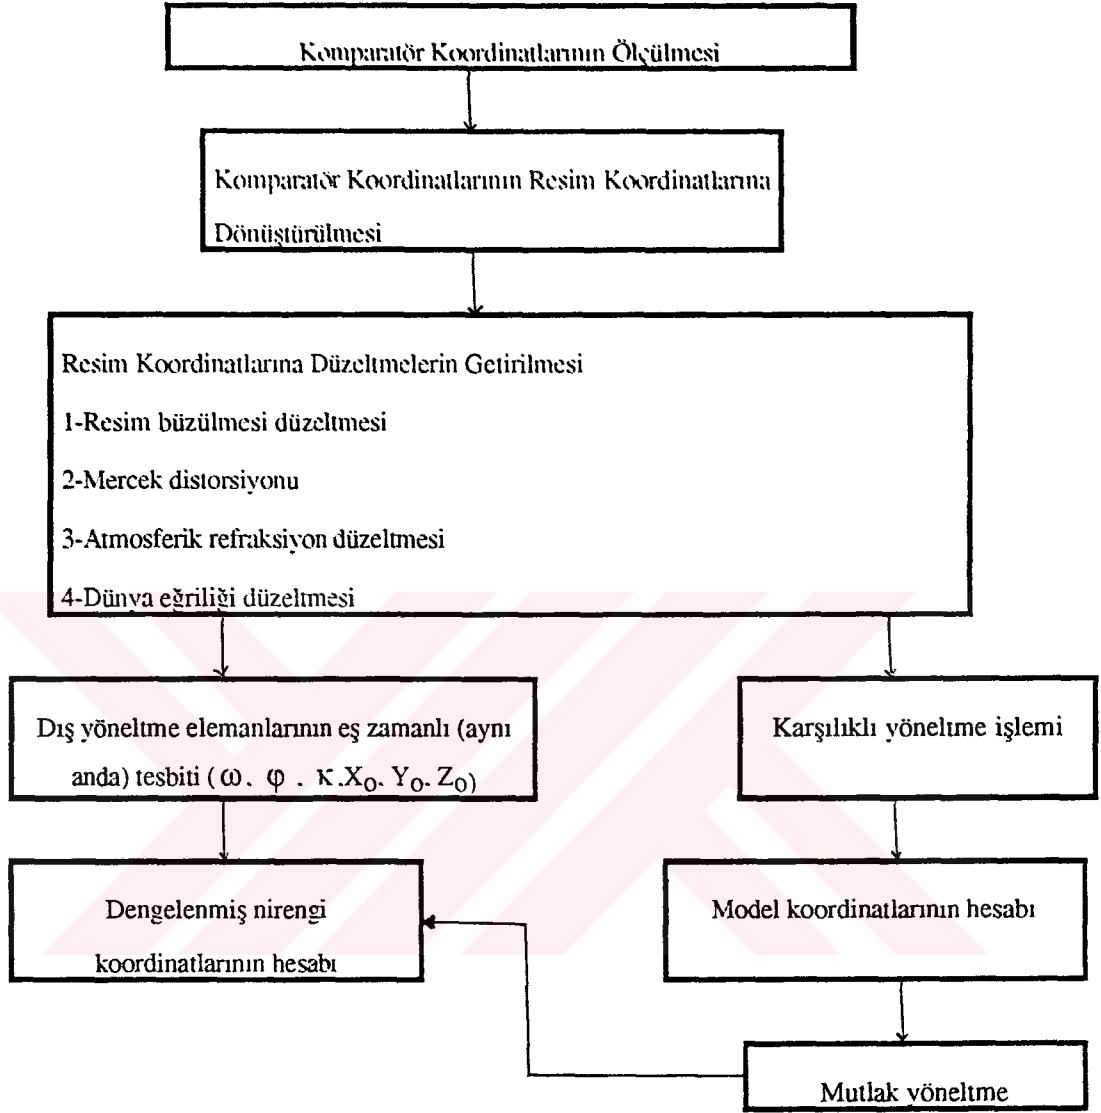 Komparatör Koordinatlarının Ölçülmesi
Komparatör Koordinatlarının Resim Koordinatlarına
Dönüştürülmesi
Resim Koordinatlarına Düzeltmelerin Getirilmesi
1-Resim büzülmesi düzeltmesi
2-Mercek distorsiyonu
3-Atmosferik refraksiyon düzeltmesi
4-Dünya eğriliği düzeltmesi
Dış yöneltme elemanlarının eş zamanlı (aynı
anda) tesbiti ( ω. φ . κ.X₀. Y₀. Z₀)
Karşılıklı yöneltme işlemi
Dengelenmiş nirengi
koordinatlarının hesabı
Model koordinatlarının hesabı
Mutlak yöneltme